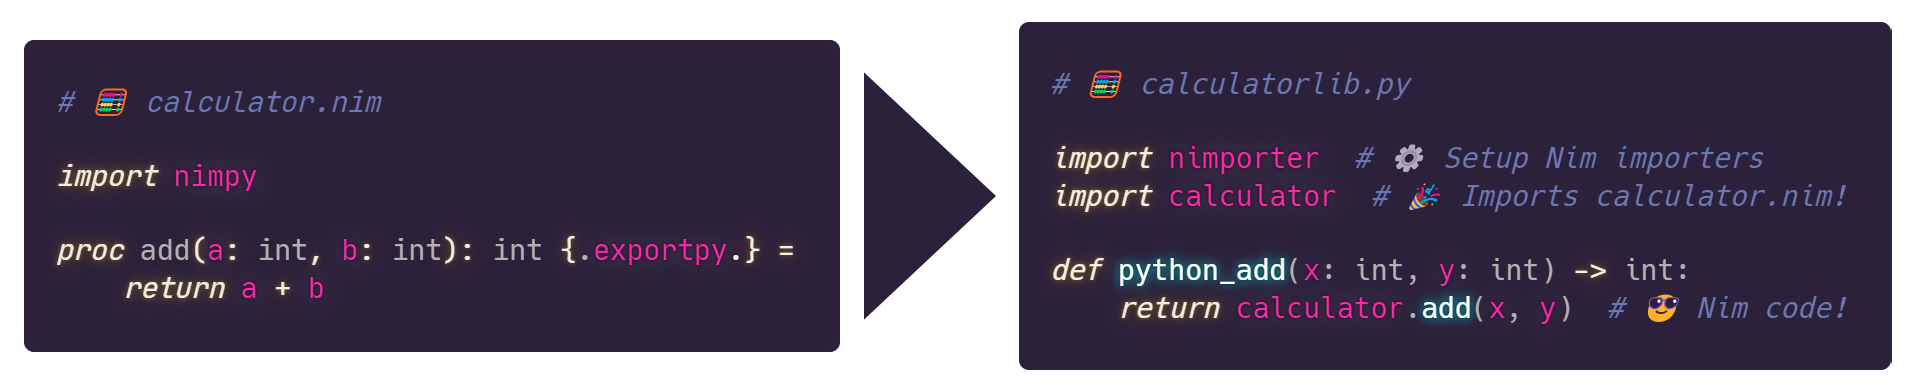 # 🧮 calculator.nim
import nimpy
proc add(a: int, b: int): int {.exportpy.} =
    return a + b
# 🧮 calculatorlib.py
import nimporter  # ⚙️ Setup Nim importers
import calculator  # 🎉 Imports calculator.nim!
def python_add(x: int, y: int) -> int:
    return calculator.add(x, y)  # 😎 Nim code!